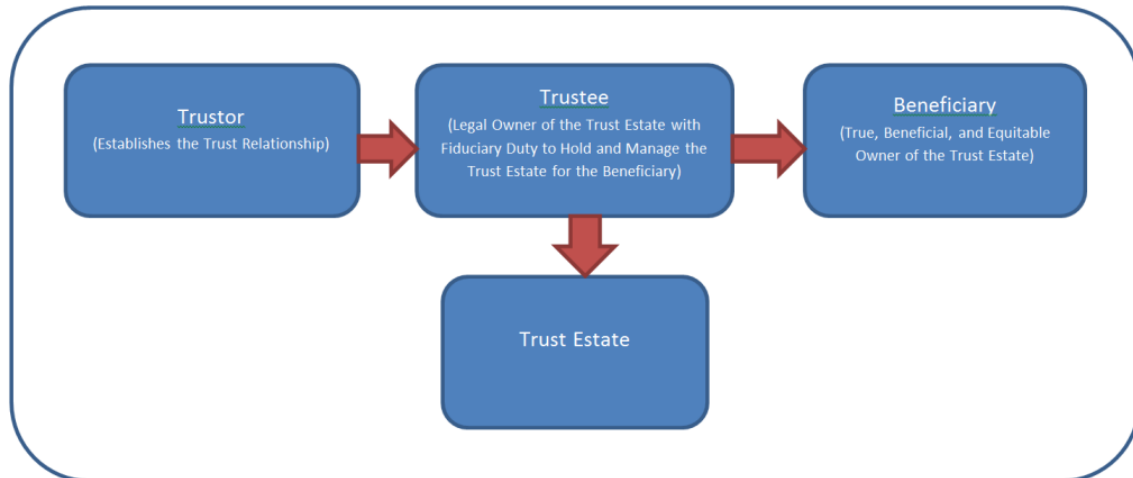 Trustor
(Establishes the Trust Relationship)
Trustee
(Legal Owner of the Trust Estate with
Fiduciary Duty to Hold and Manage the
Trust Estate for the Beneficiary)
Beneficiary
(True, Beneficial, and Equitable
Owner of the Trust Estate)
Trust Estate